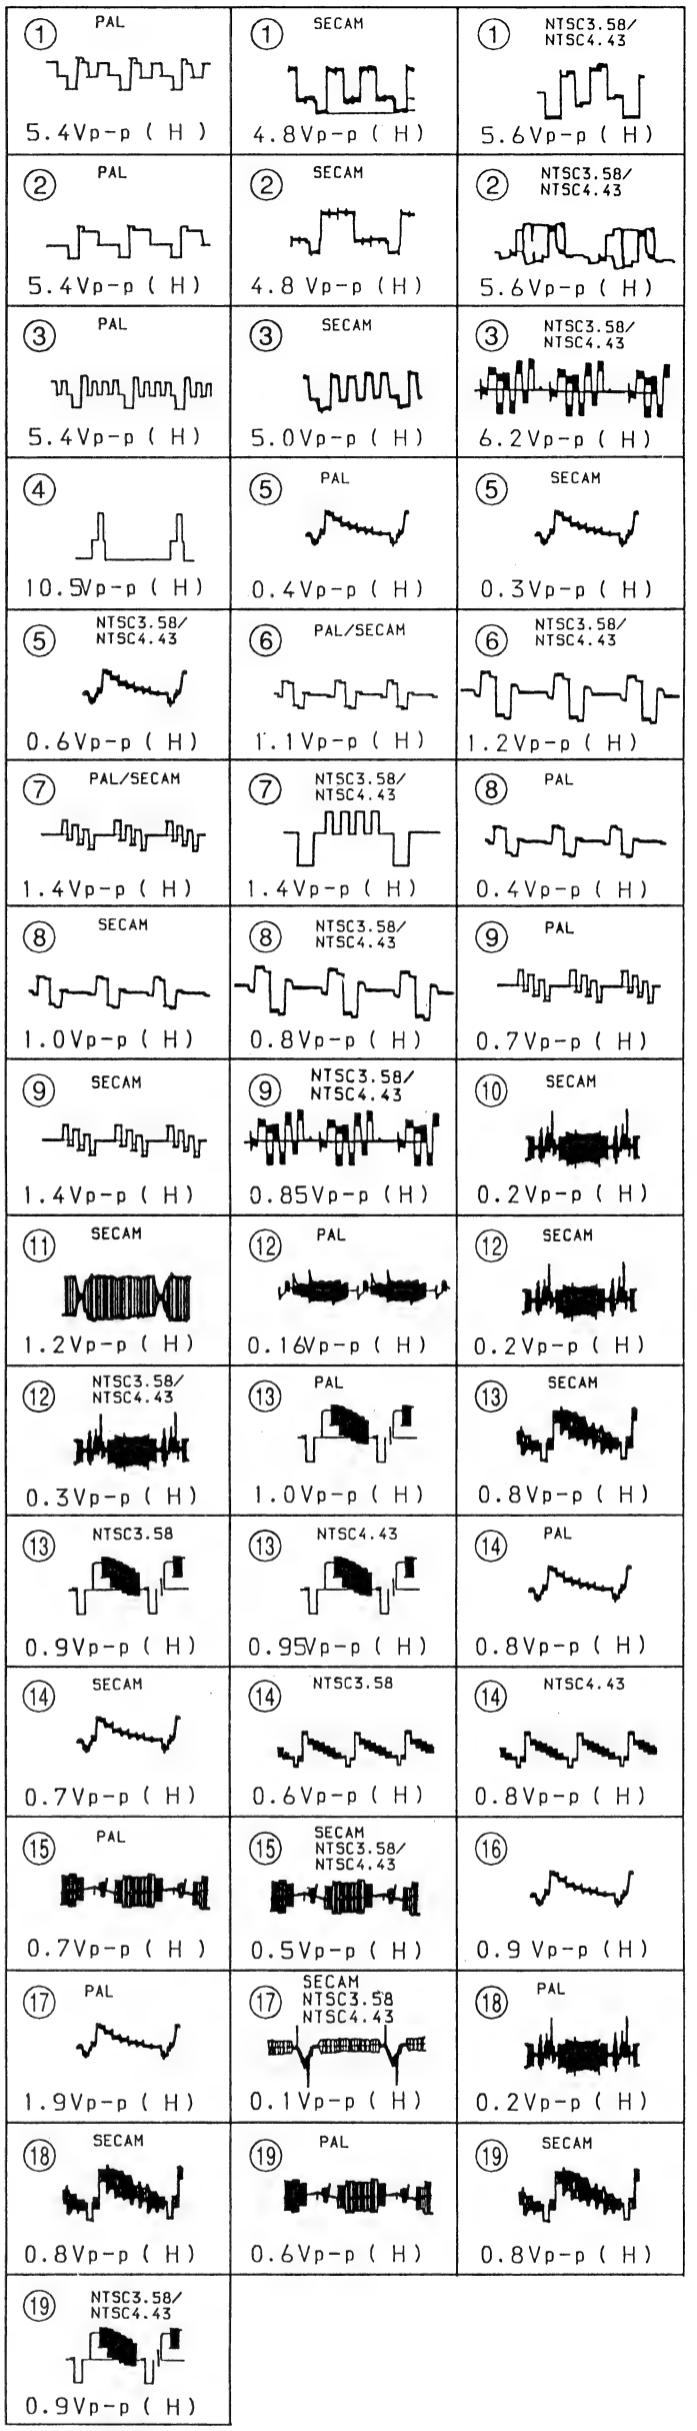 ① PAL
5.4Vp-p ( H )
① SECAM
4.8Vp-p ( H )
① NTSC3.58/
NTSC4.43
5.6Vp-p ( H )
② PAL
5.4Vp-p ( H )
② SECAM
4.8 Vp-p ( H )
② NTSC3.58/
NTSC4.43
5.6Vp-p ( H )
③ PAL
5.4Vp-p ( H )
③ SECAM
5.0Vp-p ( H )
③ NTSC3.58/
NTSC4.43
6.2Vp-p ( H )
④
10.5Vp-p ( H )
⑤ PAL
0.4Vp-p ( H )
⑤ SECAM
0.3Vp-p ( H )
⑤ NTSC3.58/
NTSC4.43
0.6Vp-p ( H )
⑥ PAL/SECAM
1.1Vp-p ( H )
⑥ NTSC3.58/
NTSC4.43
1.2Vp-p ( H )
⑦ PAL/SECAM
1.4Vp-p ( H )
⑦ NTSC3.58/
NTSC4.43
1.4Vp-p ( H )
⑧ PAL
0.4Vp-p ( H )
⑧ SECAM
1.0Vp-p ( H )
⑧ NTSC3.58/
NTSC4.43
0.8Vp-p ( H )
⑨ PAL
0.7Vp-p ( H )
⑨ SECAM
1.4Vp-p ( H )
⑨ NTSC3.58/
NTSC4.43
0.85Vp-p ( H )
⑩ SECAM
0.2Vp-p ( H )
⑪ SECAM
1.2Vp-p ( H )
⑫ PAL
0.16Vp-p ( H )
⑫ SECAM
0.2Vp-p ( H )
⑫ NTSC3.58/
NTSC4.43
0.3Vp-p ( H )
⑬ PAL
1.0Vp-p ( H )
⑬ SECAM
0.8Vp-p ( H )
⑬ NTSC3.58
0.9Vp-p ( H )
⑬ NTSC4.43
0.95Vp-p ( H )
⑭ PAL
0.8Vp-p ( H )
⑭ SECAM
0.7Vp-p ( H )
⑭ NTSC3.58
0.6Vp-p ( H )
⑭ NTSC4.43
0.8Vp-p ( H )
⑮ PAL
0.7Vp-p ( H )
⑮ SECAM
NTSC3.58/
NTSC4.43
0.5Vp-p ( H )
⑯
0.9 Vp-p ( H )
⑰ PAL
1.9Vp-p ( H )
⑰ SECAM
NTSC3.58
NTSC4.43
0.1Vp-p ( H )
⑱ PAL
0.2Vp-p ( H )
⑱ SECAM
0.8Vp-p ( H )
⑲ PAL
0.6Vp-p ( H )
⑲ SECAM
0.8Vp-p ( H )
⑲ NTSC3.58/
NTSC4.43
0.9Vp-p ( H )